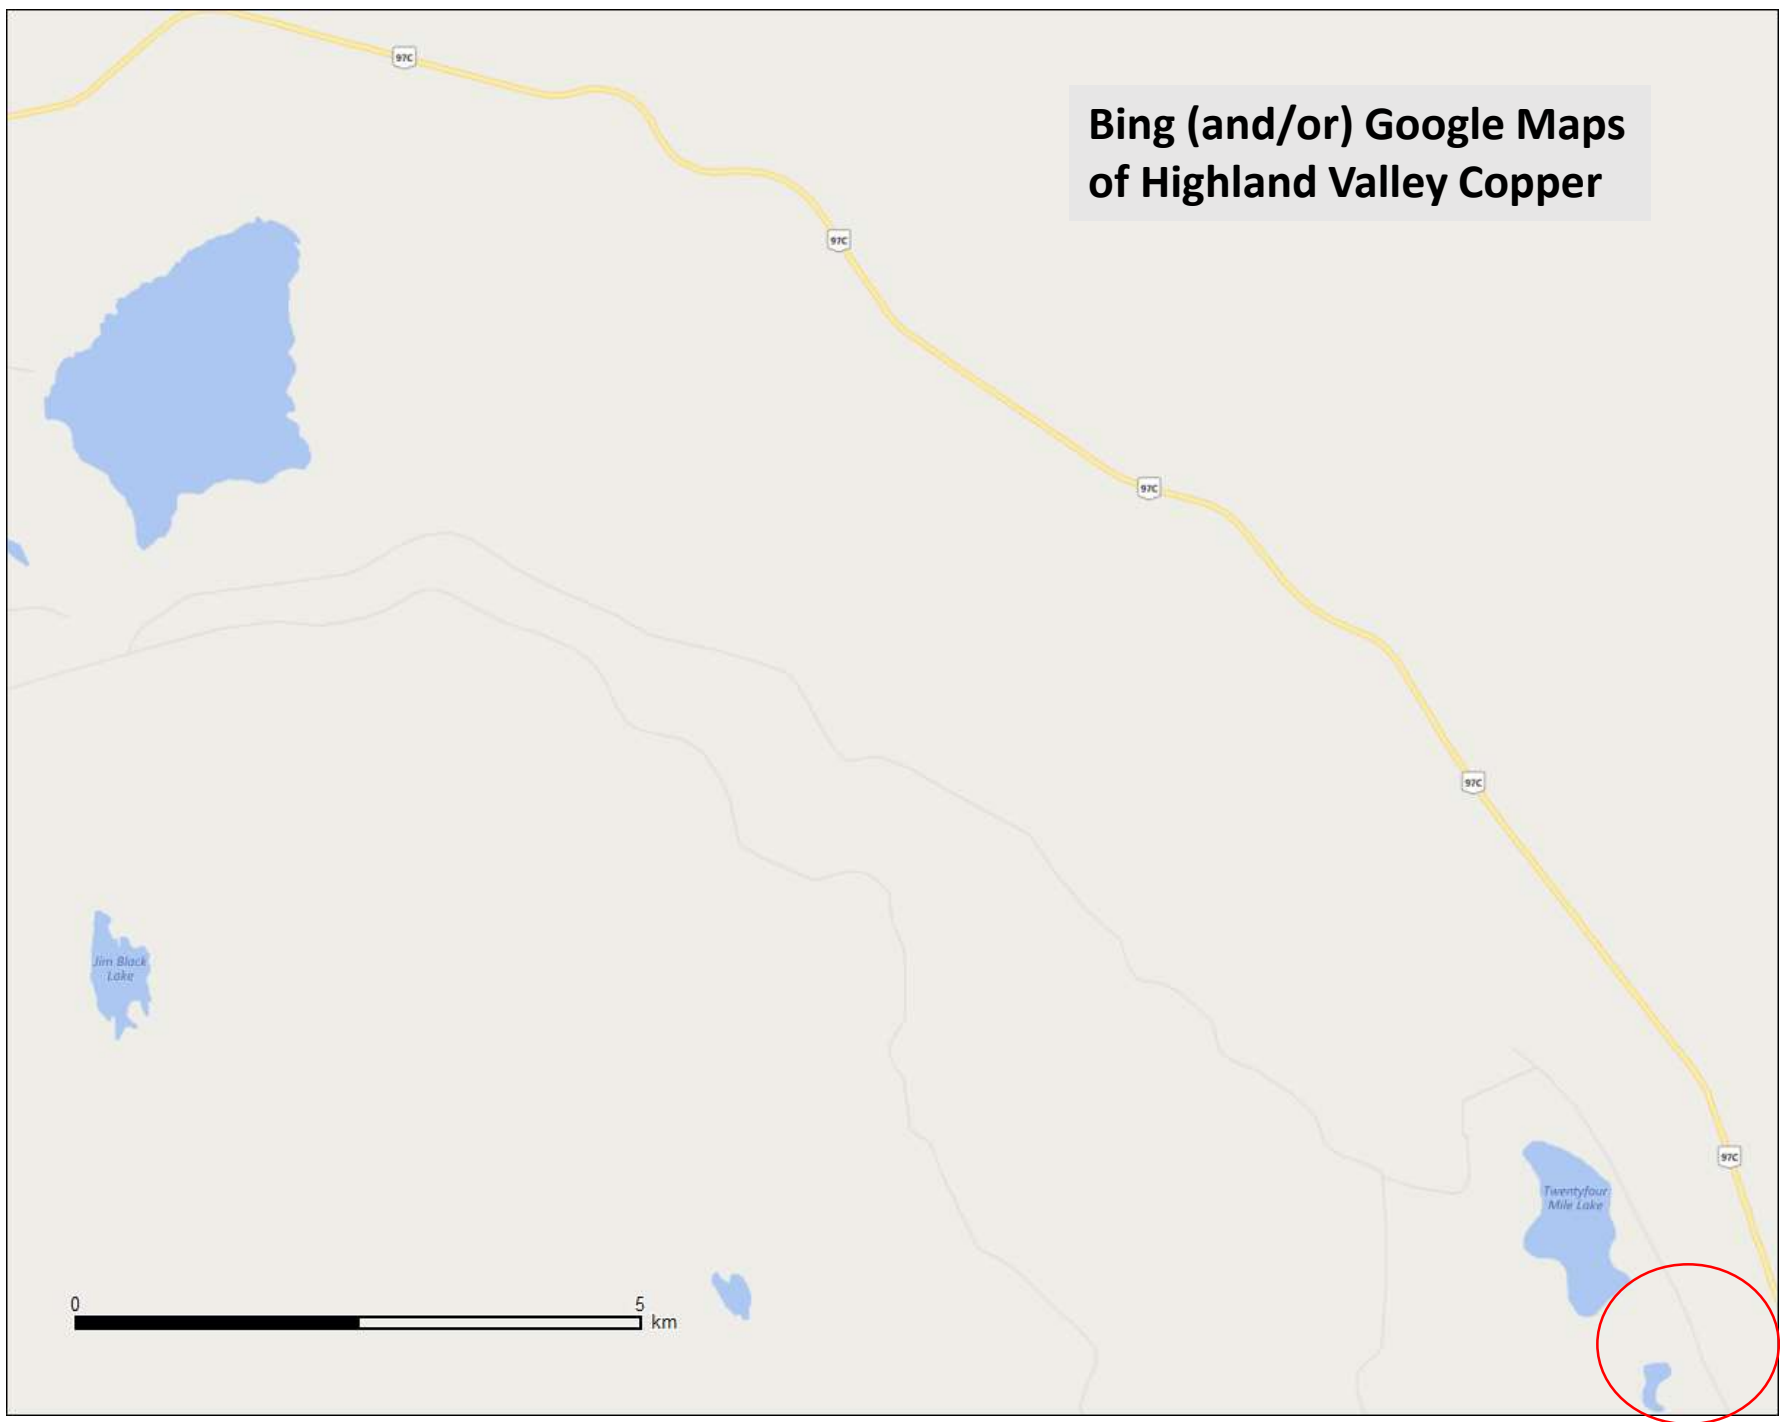 97C
Bing (and/or) Google Maps
of Highland Valley Copper
97C
97C
97C
Jim Black
Lake
97C
Twentyfour
Mile Lake
0 5
km